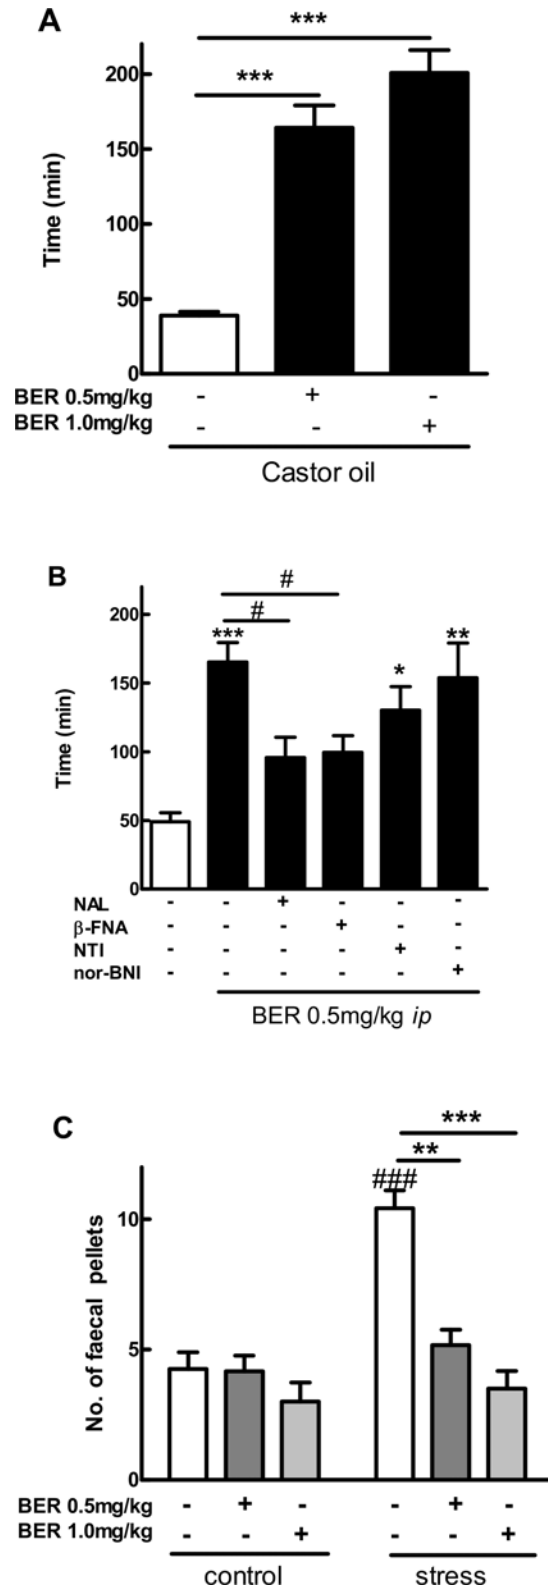 A
***
***
200
150
100
50
0
Time (min)
BER 0.5mg/kg - + -
BER 1.0mg/kg - - +
Castor oil
B
#
#
***
*
**
200
150
100
50
0
Time (min)
NAL - - + - - -
β-FNA - - - + - -
NTI - - - - + -
nor-BNI - - - - - +
BER 0.5mg/kg ip
C
***
**
###
10
5
0
No. of faecal pellets
BER 0.5mg/kg - + - - + -
BER 1.0mg/kg - - + - - +
control stress